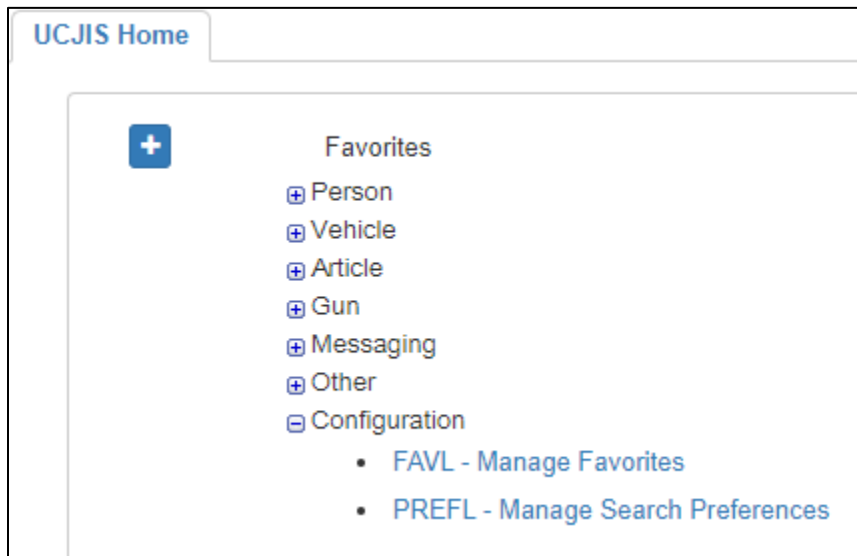 UCJIS Home
Favorites
Person
Vehicle
Article
Gun
Messaging
Other
Configuration
FAVL - Manage Favorites
PREFL - Manage Search Preferences